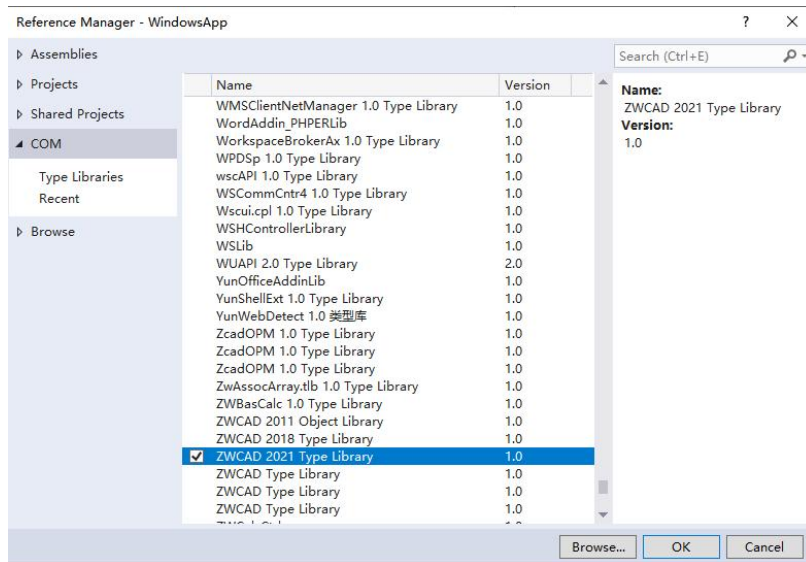 Reference Manager - WindowsApp ? ×
Assemblies
Projects
Shared Projects
COM
Type Libraries
Recent
Browse
Search (Ctrl+E)
Name Version
WMSClientNetManager 1.0 Type Library 1.0
WordAddin_PHPERLib 1.0
WorkspaceBrokerAx 1.0 Type Library 1.0
WPDSp 1.0 Type Library 1.0
wscAPI 1.0 Type Library 1.0
WSCommCntr4 1.0 Type Library 1.0
Wscui.cpl 1.0 Type Library 1.0
WSHControllerLibrary 1.0
WSLib 1.0
WUAPI 2.0 Type Library 2.0
YunOfficeAddinLib 1.0
YunShellExt 1.0 Type Library 1.0
YunWebDetect 1.0 类型库 1.0
ZcadOPM 1.0 Type Library 1.0
ZcadOPM 1.0 Type Library 1.0
ZcadOPM 1.0 Type Library 1.0
ZwAssocArray.tlb 1.0 Type Library 1.0
ZWBasCalc 1.0 Type Library 1.0
ZWCAD 2011 Object Library 1.0
ZWCAD 2018 Type Library 1.0
ZWCAD 2021 Type Library 1.0
ZWCAD Type Library 1.0
ZWCAD Type Library 1.0
ZWCAD Type Library 1.0
Name:
ZWCAD 2021 Type Library
Version:
1.0
Browse... OK Cancel